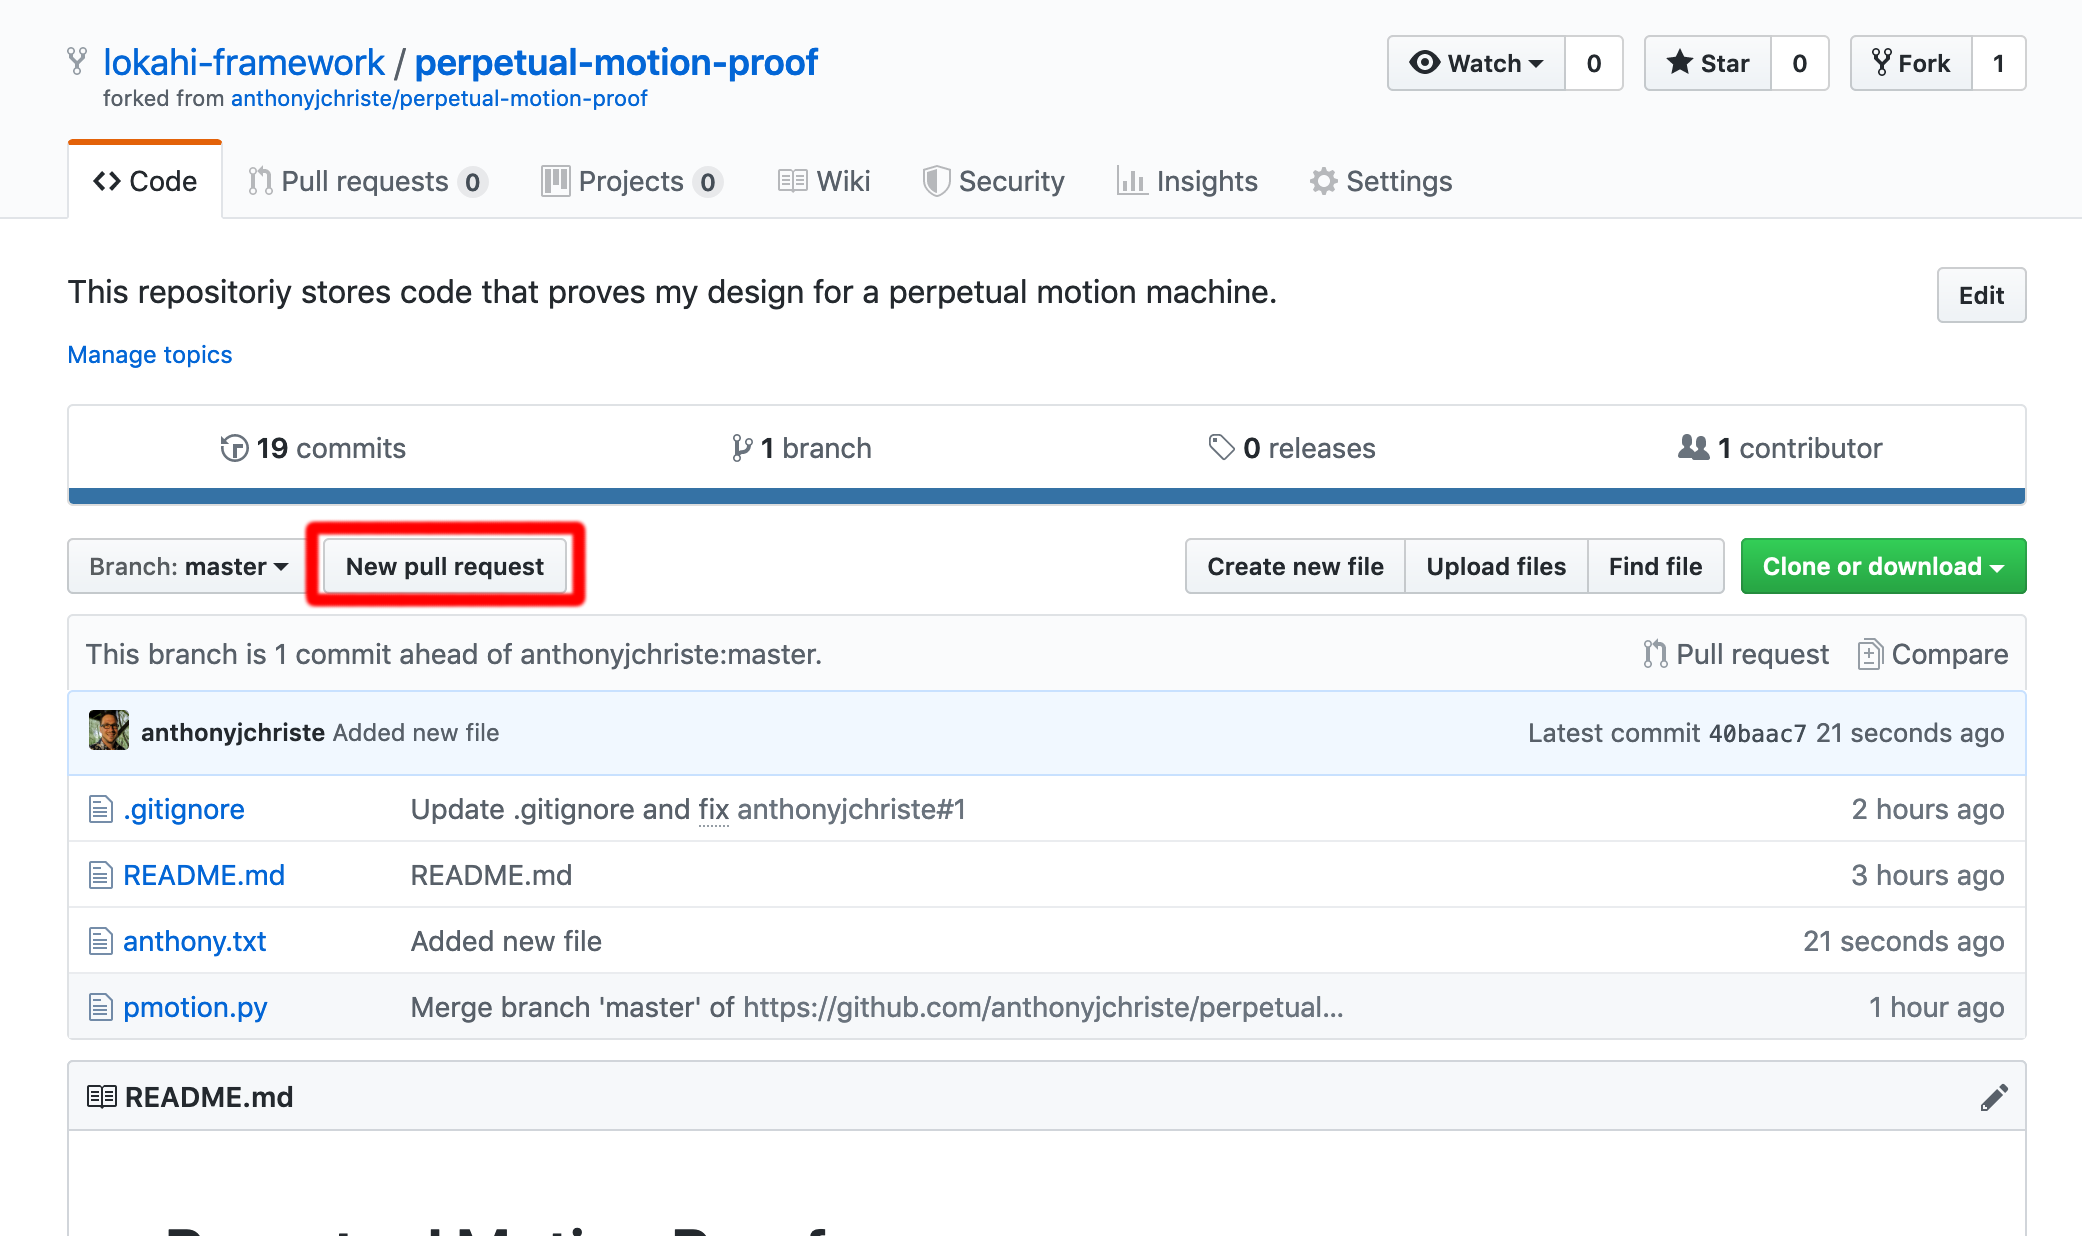 lokahi-framework / perpetual-motion-proof
Watch 0 Star 0 Fork 1
forked from anthonyjchriste/perpetual-motion-proof
Code Pull requests 0 Projects 0 Wiki Security Insights Settings
This repositoriy stores code that proves my design for a perpetual motion machine.
Edit
Manage topics
19 commits 1 branch 0 releases 1 contributor
Branch: master New pull request Create new file Upload files Find file Clone or download
This branch is 1 commit ahead of anthonyjchriste:master. Pull request Compare
anthonyjchriste Added new file Latest commit 40baac7 21 seconds ago
.gitignore Update .gitignore and fix anthonyjchriste#1 2 hours ago
README.md README.md 3 hours ago
anthony.txt Added new file 21 seconds ago
pmotion.py Merge branch 'master' of https://github.com/anthonyjchriste/perpetual... 1 hour ago
README.md
Perpetual Motion Proof